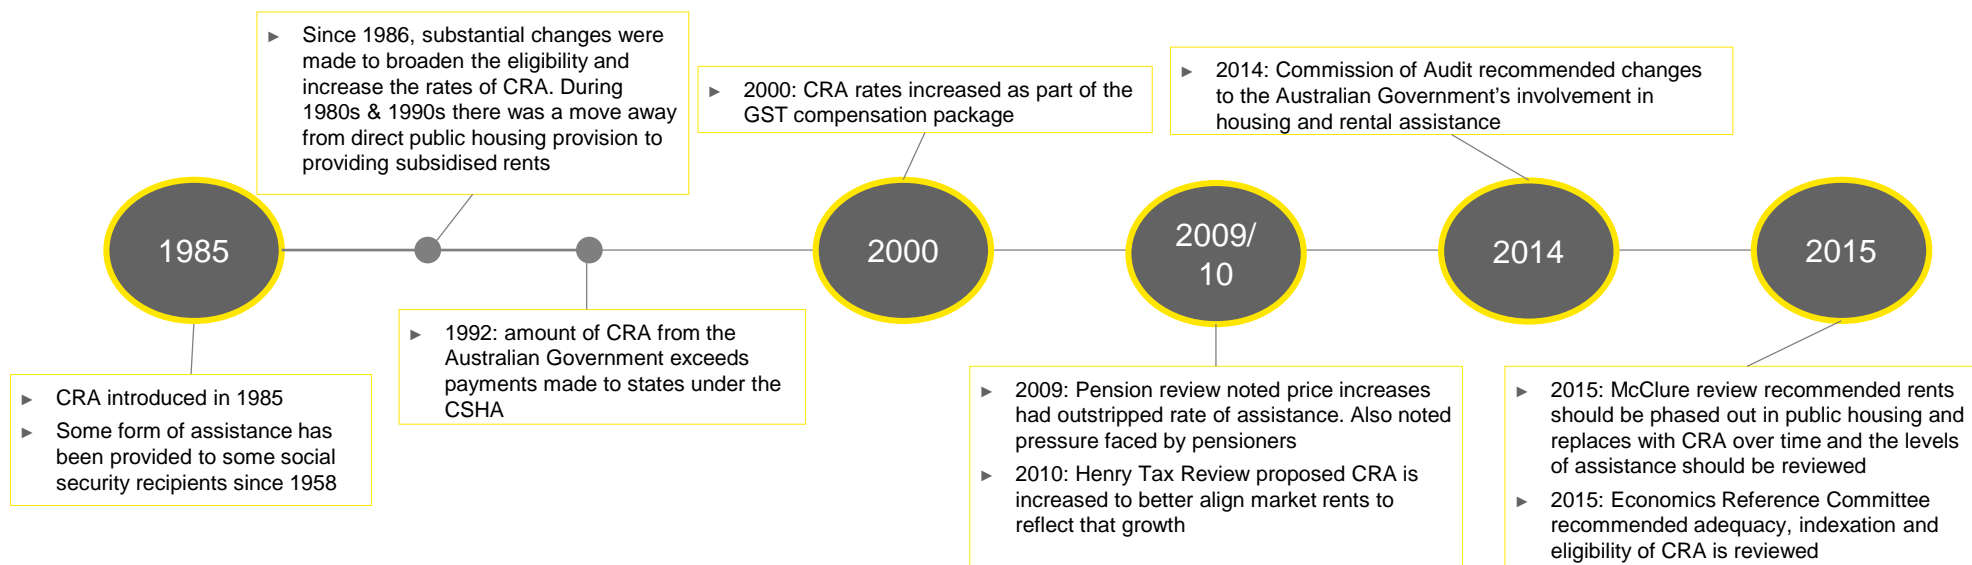 ► Since 1986, substantial changes were
made to broaden the eligibility and
increase the rates of CRA. During
1980s & 1990s there was a move away
from direct public housing provision to
providing subsidised rents
► 2000: CRA rates increased as part of the
GST compensation package
► 2014: Commission of Audit recommended changes
to the Australian Government’s involvement in
housing and rental assistance
1985
2000
2009/
10
2014
2015
► CRA introduced in 1985
► Some form of assistance has
been provided to some social
security recipients since 1958
► 1992: amount of CRA from the
Australian Government exceeds
payments made to states under the
CSHA
► 2009: Pension review noted price increases
had outstripped rate of assistance. Also noted
pressure faced by pensioners
► 2010: Henry Tax Review proposed CRA is
increased to better align market rents to
reflect that growth
► 2015: McClure review recommended rents
should be phased out in public housing and
replaces with CRA over time and the levels
of assistance should be reviewed
► 2015: Economics Reference Committee
recommended adequacy, indexation and
eligibility of CRA is reviewed